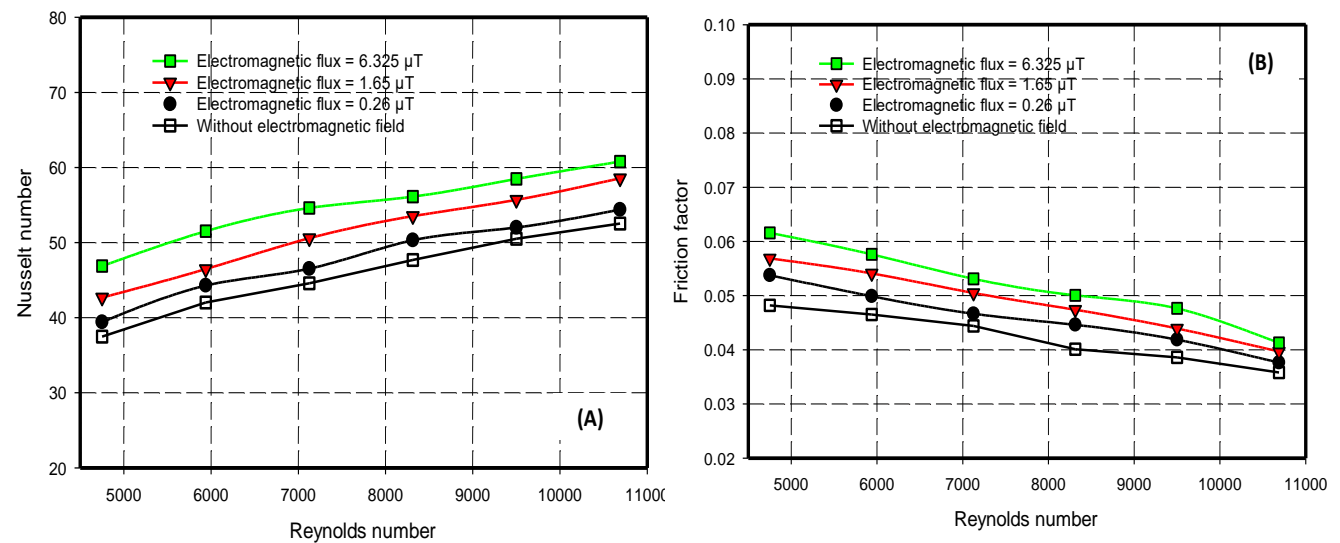 80
70
60
50
40
30
20
Nusselt number
Electromagnetic flux = 6.325 µT
Electromagnetic flux = 1.65 µT
Electromagnetic flux = 0.26 µT
Without electromagnetic field
(A)
5000 6000 7000 8000 9000 10000 11000
Reynolds number
0.10
0.09
0.08
0.07
0.06
0.05
0.04
0.03
0.02
Friction factor
(B)
Electromagnetic flux = 6.325 µT
Electromagnetic flux = 1.65 µT
Electromagnetic flux = 0.26 µT
Without electromagnetic field
5000 6000 7000 8000 9000 10000 11000
Reynolds number